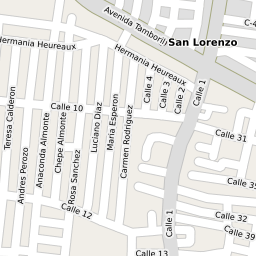 Avenida Tamboril
C-4
San Lorenzo
Hermania Heureaux
Hermania Heureaux
Calle 4
Calle 3
Calle 2
Calle 1
Calle 10
Calle 31
Teresa Calderon
Andres Perozo
Anaconda Almonte
Chepe Almonte
Rosa Sanchez
Luciano Diaz
Maria Esperon
Carmen Rodriguez
Calle 12
Calle 1
Calle 32
Calle 39
Calle 13